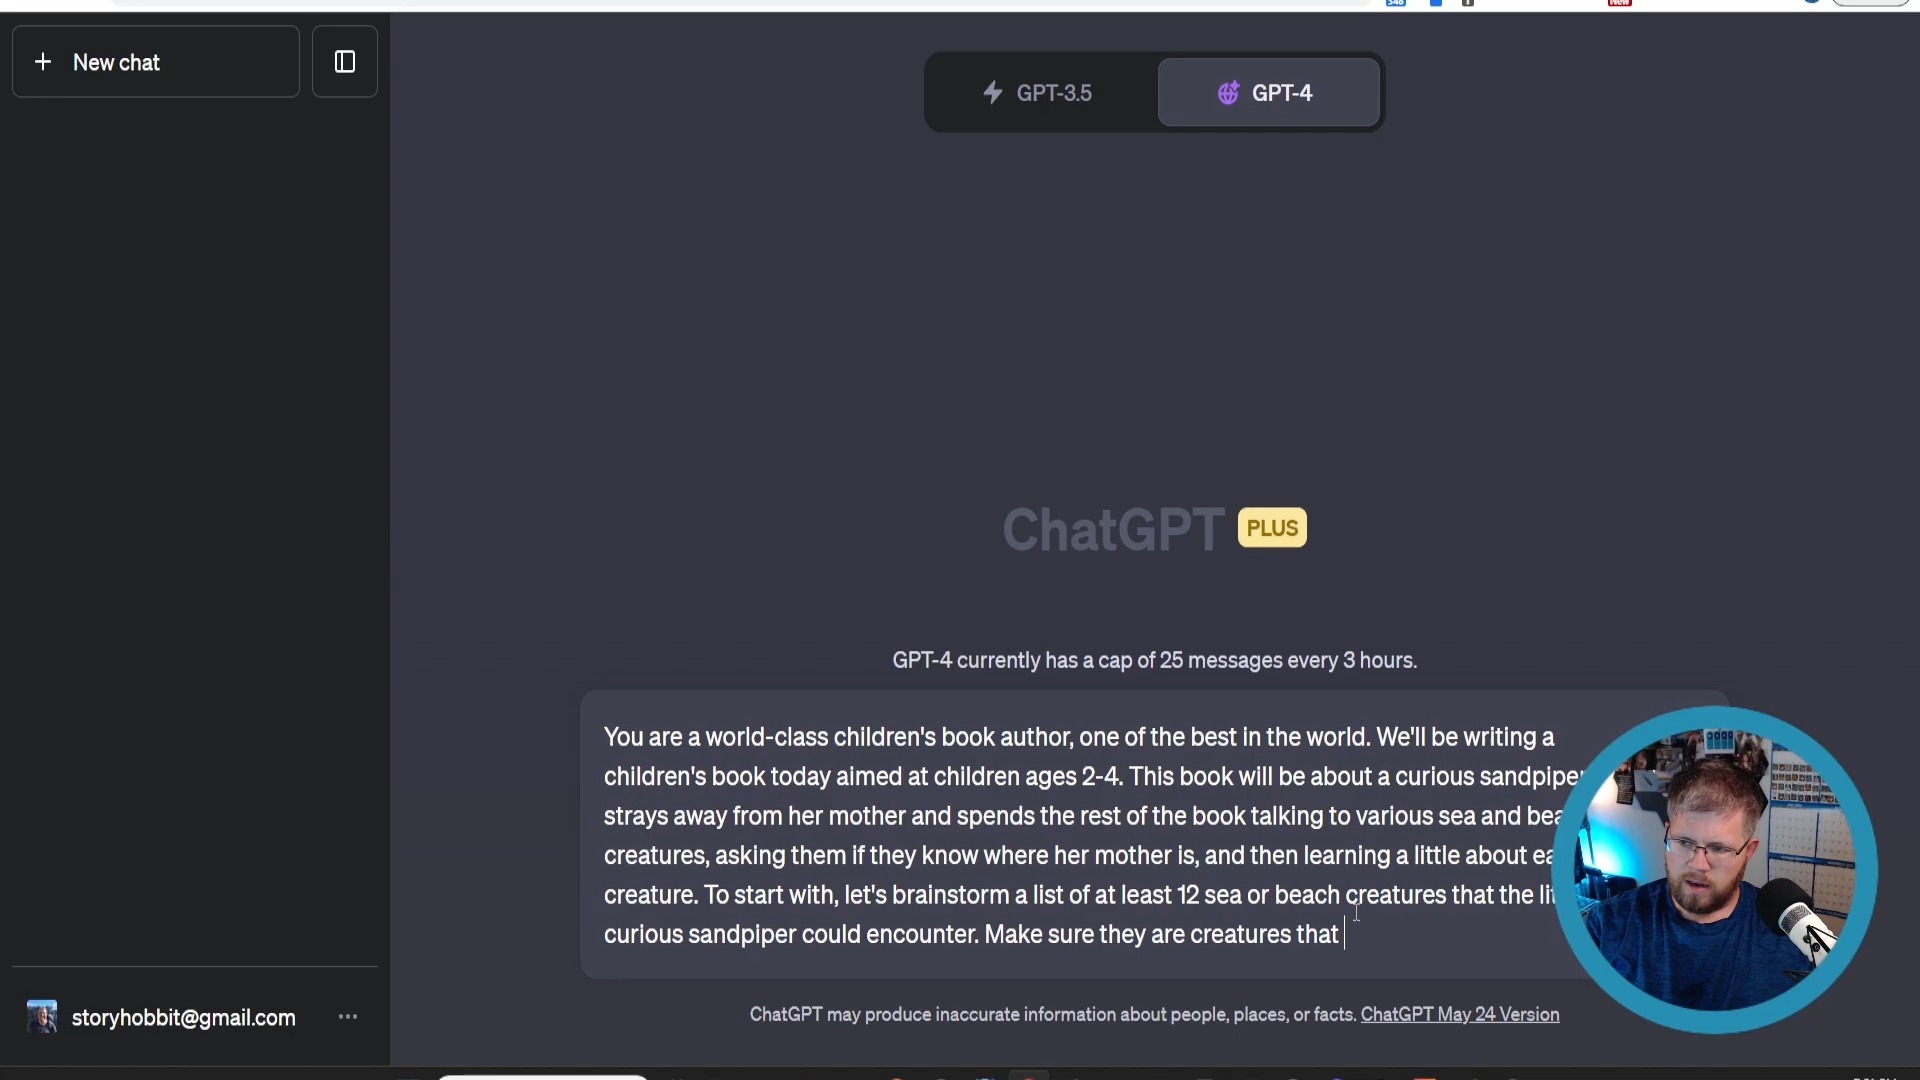 New chat
GPT-3.5
GPT-4
ChatGPT PLUS
GPT-4 currently has a cap of 25 messages every 3 hours.
You are a world-class children's book author, one of the best in the world. We'll be writing a
children's book today aimed at children ages 2-4. This book will be about a curious sandpiper
strays away from her mother and spends the rest of the book talking to various sea and
creatures, asking them if they know where her mother is, and then learning a little about
creature. To start with, let's brainstorm a list of at least 12 sea or beach creatures that the
curious sandpiper could encounter. Make sure they are creatures that
storyhobbit@gmail.com
ChatGPT may produce inaccurate information about people, places, or facts. ChatGPT May 24 Version